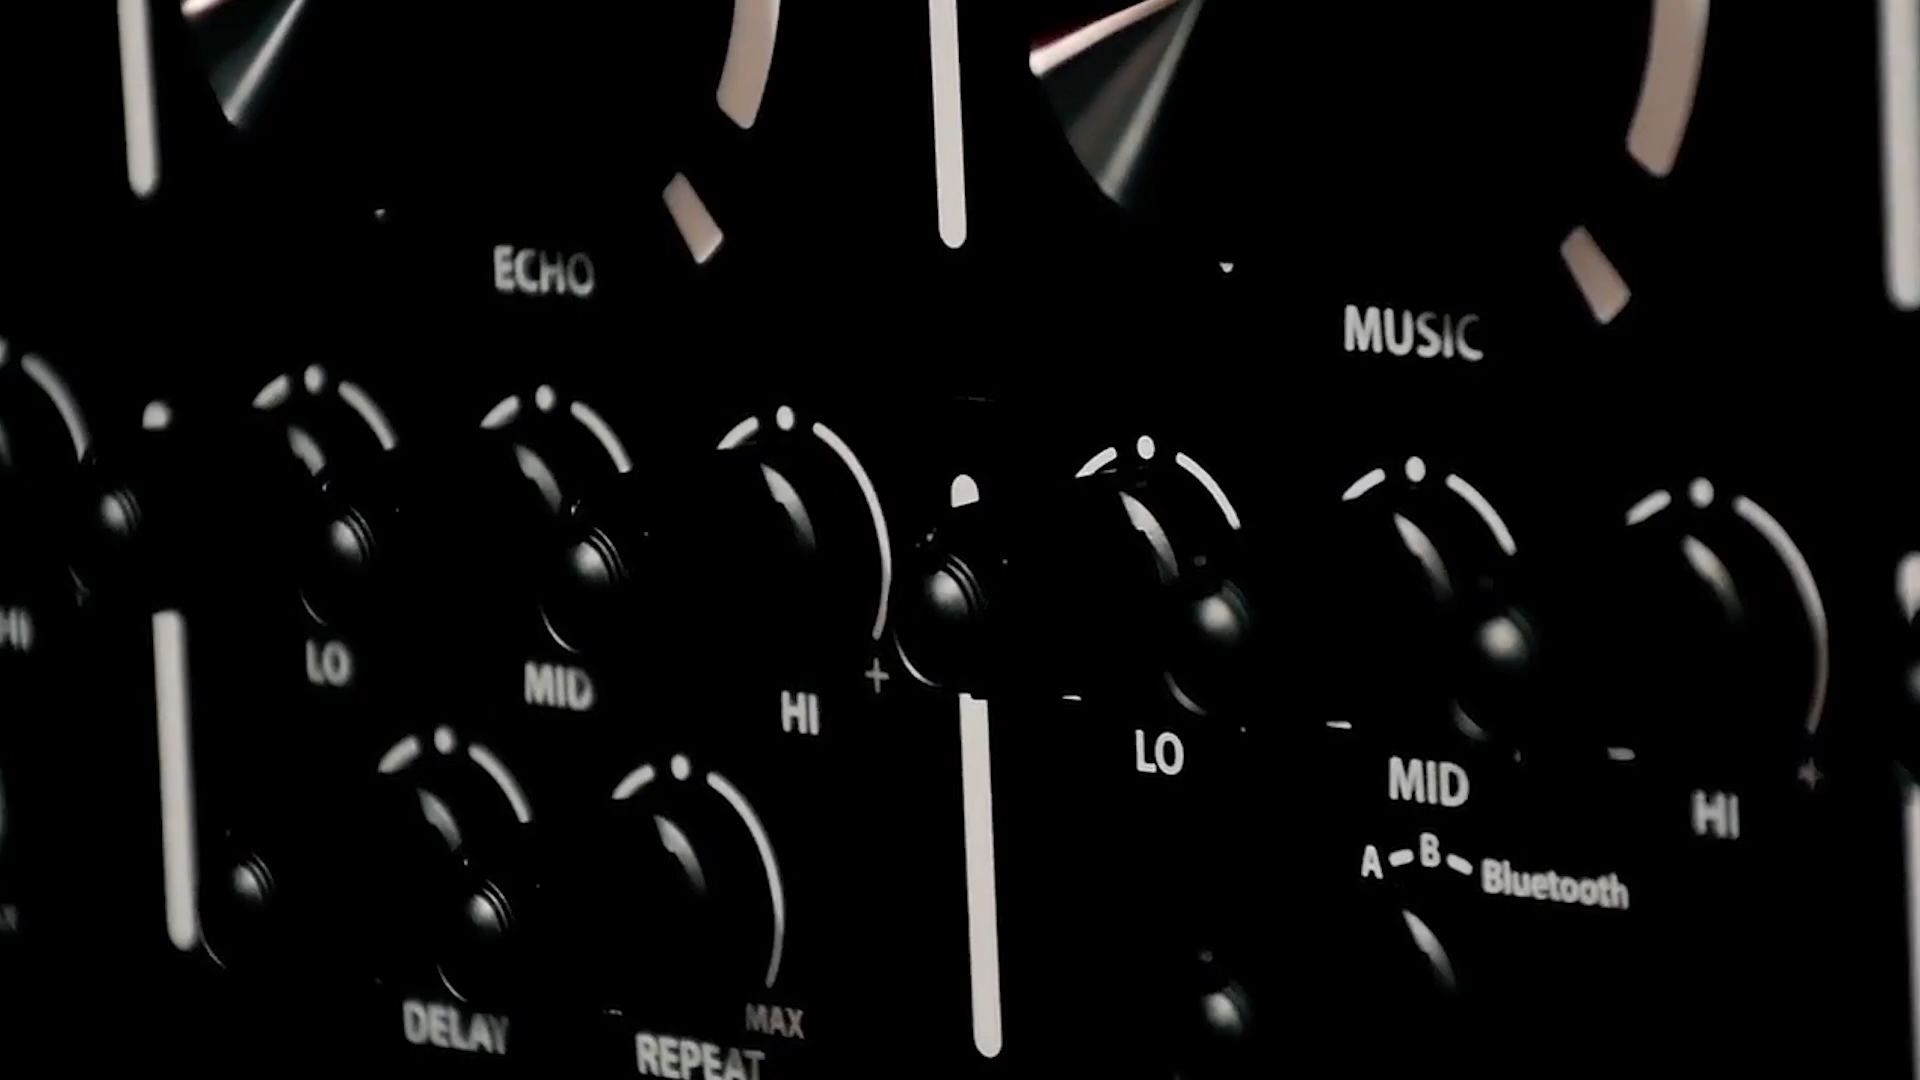 ECHO
MUSIC
HI
LO
MID
HI
+
LO
MID
HI
A B Bluetooth
DELAY
REPEAT
MAX